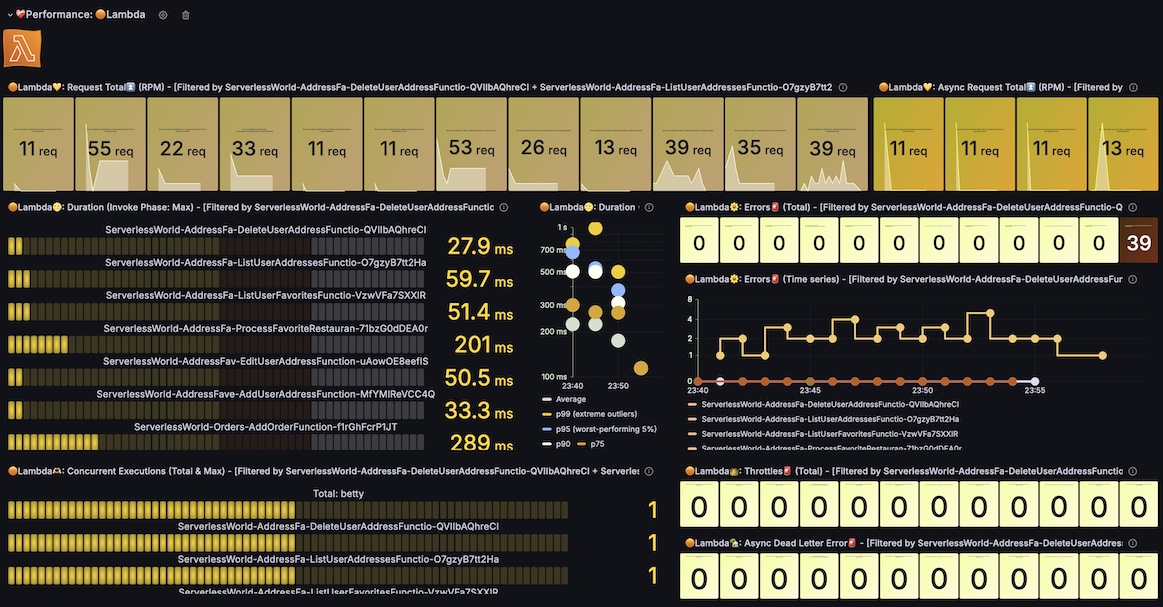 Performance: Lambda
Lambda: Request Total (RPM) - [Filtered by ServerlessWorld-AddressFa-DeleteUserAddressFunctio-QVIIbAQhreCI + ServerlessWorld-AddressFa-ListUserAddressesFunctio-O7gzyB7tt2
11 req
55 req
22 req
33 req
11 req
11 req
53 req
26 req
13 req
39 req
35 req
39 req
Lambda: Async Request Total (RPM) - [Filtered by
11 req
11 req
11 req
13 req
Lambda: Duration (Invoke Phase: Max) - [Filtered by ServerlessWorld-AddressFa-DeleteUserAddressFunctic
ServerlessWorld-AddressFa-DeleteUserAddressFunctio-QVIIbAQhreCI
27.9 ms
ServerlessWorld-AddressFa-ListUserAddressesFunctio-O7gzyB7tt2Ha
59.7 ms
ServerlessWorld-AddressFa-ListUserFavoritesFunctio-VzwVFa7SXXIR
51.4 ms
ServerlessWorld-AddressFa-ProcessFavoriteRestauran-71bzG0dDEA0r
201 ms
ServerlessWorld-AddressFav-EditUserAddressFunction-uAowOE8eefIS
50.5 ms
ServerlessWorld-AddressFave-AddUserAddressFunction-MfYMIReVCC4Q
33.3 ms
ServerlessWorld-Orders-AddOrderFunction-f1rGhFcrP1JT
289 ms
Lambda: Duration
1 s
700 ms
500 ms
300 ms
200 ms
100 ms
23:40
23:50
Average
p99 (extreme outliers)
p95 (worst-performing 5%)
p90
p75
Lambda: Errors (Total) - [Filtered by ServerlessWorld-AddressFa-DeleteUserAddressFunctio-Q
0
0
0
0
0
0
0
0
0
0
0
39
Lambda: Errors (Time series) - [Filtered by ServerlessWorld-AddressFa-DeleteUserAddressFur
8
4
2
1
0
23:40
23:45
23:50
23:55
ServerlessWorld-AddressFa-DeleteUserAddressFunctio-QVIIbAQhreCI
ServerlessWorld-AddressFa-ListUserAddressesFunctio-O7gzyB7tt2Ha
ServerlessWorld-AddressFa-ListUserFavoritesFunctio-VzwVFa7SXXIR
ServerlessWorld-AddressFa-ProcessFavoriteRestauran-71bzG0dDEA0r
Lambda: Concurrent Executions (Total & Max) - [Filtered by ServerlessWorld-AddressFa-DeleteUserAddressFunctio-QVIIbAQhreCI + Serverles
Total: betty
1
ServerlessWorld-AddressFa-DeleteUserAddressFunctio-QVIIbAQhreCI
1
ServerlessWorld-AddressFa-ListUserAddressesFunctio-O7gzyB7tt2Ha
1
ServerlessWorld-AddressFa-ListUserFavoritesFunctio-VzwVFa7SXXIR
Lambda: Throttles (Total) - [Filtered by ServerlessWorld-AddressFa-DeleteUserAddressFunctic
0
0
0
0
0
0
0
0
0
0
0
0
Lambda: Async Dead Letter Error - [Filtered by ServerlessWorld-AddressFa-DeleteUserAddres
0
0
0
0
0
0
0
0
0
0
0
0